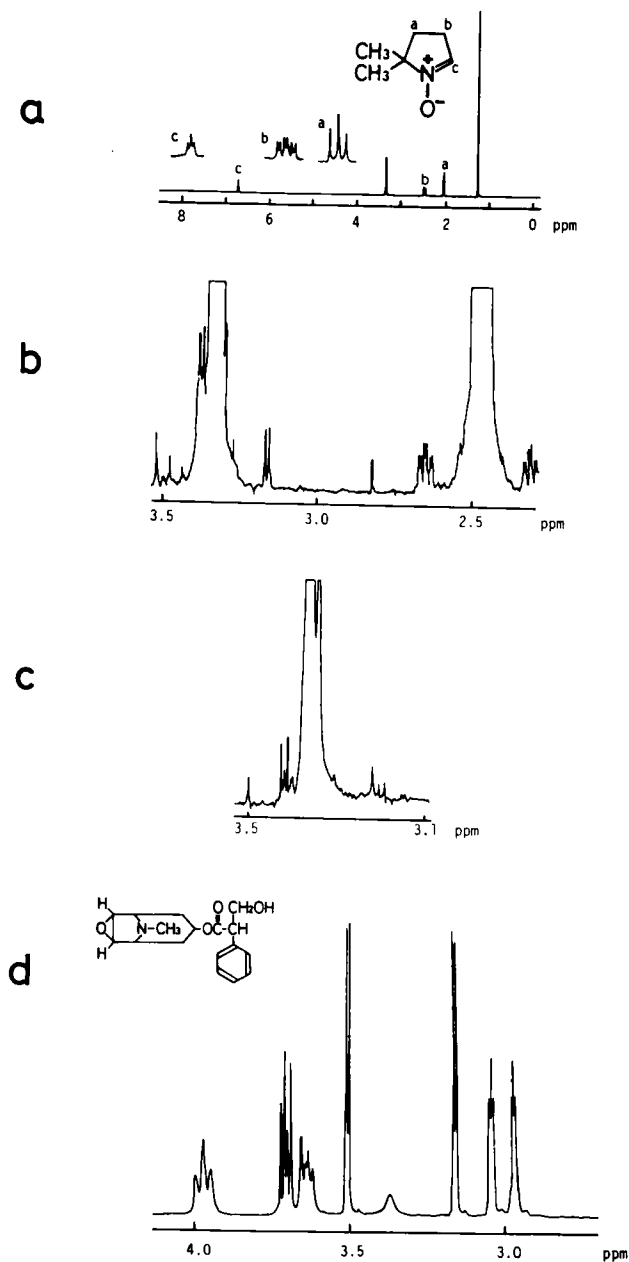 a
a b
CH₃
CH₃
N⁺
c
O⁻
c b a
c b a
8 6 4 2 0 ppm
b
3.5 3.0 2.5 ppm
c
3.5 3.1 ppm
d
H
O
H
N-CH₃
O CH₂OH
OC-CH
4.0 3.5 3.0 ppm